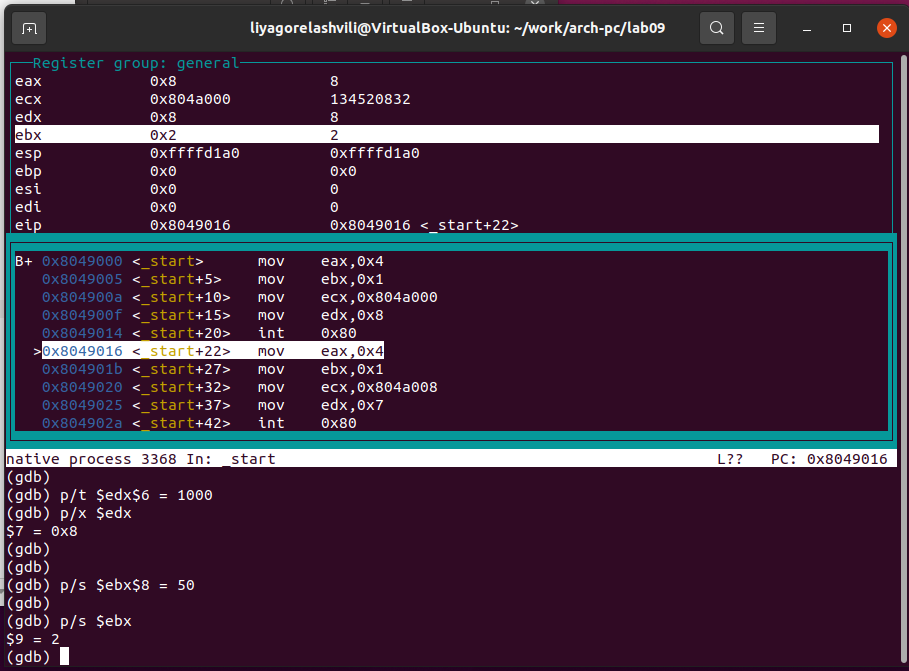 liyagorelashvili@VirtualBox-Ubuntu: ~/work/arch-pc/lab09
Register group: general
eax 0x8 8
ecx 0x804a000 134520832
edx 0x8 8
ebx 0x2 2
esp 0xffffd1a0 0xffffd1a0
ebp 0x0 0x0
esi 0x0 0
edi 0x0 0
eip 0x8049016 0x8049016 <_start+22>
B+ 0x8049000 <_start> mov eax,0x4
0x8049005 <_start+5> mov ebx,0x1
0x804900a <_start+10> mov ecx,0x804a000
0x804900f <_start+15> mov edx,0x8
0x8049014 <_start+20> int 0x80
>0x8049016 <_start+22> mov eax,0x4
0x804901b <_start+27> mov ebx,0x1
0x8049020 <_start+32> mov ecx,0x804a008
0x8049025 <_start+37> mov edx,0x7
0x804902a <_start+42> int 0x80
native process 3368 In: _start L?? PC: 0x8049016
(gdb)
(gdb) p/t $edx$6 = 1000
(gdb) p/x $edx
$7 = 0x8
(gdb)
(gdb)
(gdb) p/s $ebx$8 = 50
(gdb)
(gdb) p/s $ebx
$9 = 2
(gdb)